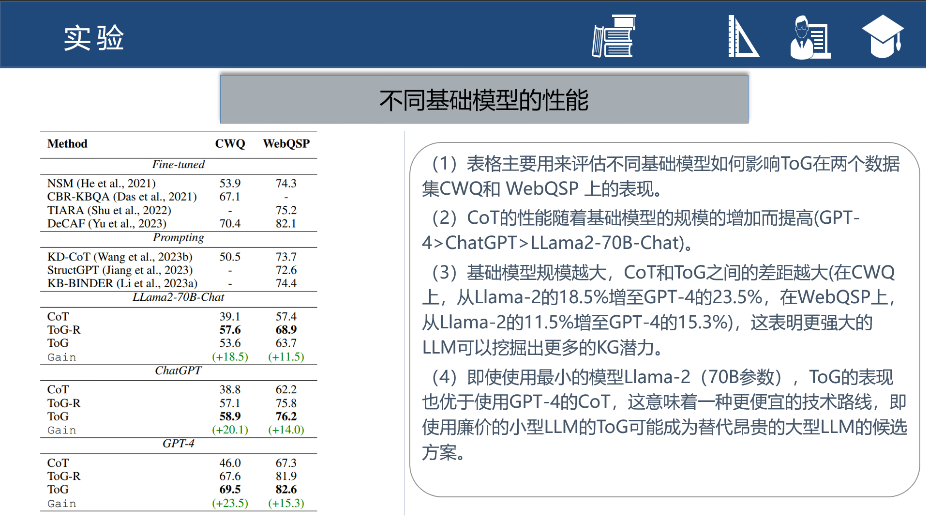 实验
不同基础模型的性能
Method CWQ WebQSP
Fine-tuned
NSM (He et al., 2021) 53.9 74.3
CBR-KBQA (Das et al., 2021) 67.1 -
TIARA (Shu et al., 2022) - 75.2
DeCAF (Yu et al., 2023) 70.4 82.1
Prompting
KD-CoT (Wang et al., 2023b) 50.5 73.7
StructGPT (Jiang et al., 2023) - 72.6
KB-BINDER (Li et al., 2023a) - 74.4
LLama2-70B-Chat
CoT 39.1 57.4
ToG-R 57.6 68.9
ToG 53.6 63.7
Gain (+18.5) (+11.5)
ChatGPT
CoT 38.8 62.2
ToG-R 57.1 75.8
ToG 58.9 76.2
Gain (+20.1) (+14.0)
GPT-4
CoT 46.0 67.3
ToG-R 67.6 81.9
ToG 69.5 82.6
Gain (+23.5) (+15.3)
（1）表格主要用来评估不同基础模型如何影响ToG在两个数据
集CWQ和 WebQSP 上的表现。
（2）CoT的性能随着基础模型的规模的增加而提高(GPT-
4>ChatGPT>LLama2-70B-Chat)。
（3）基础模型规模越大，CoT和ToG之间的差距越大(在CWQ
上，从Llama-2的18.5%增至GPT-4的23.5%，在WebQSP上，
从Llama-2的11.5%增至GPT-4的15.3%)，这表明更强大的
LLM可以挖掘出更多的KG潜力。
（4）即使使用最小的模型Llama-2（70B参数），ToG的表现
也优于使用GPT-4的CoT，这意味着一种更便宜的技术路线，即
使用廉价的小型LLM的ToG可能成为替代昂贵的大型LLM的候选
方案。